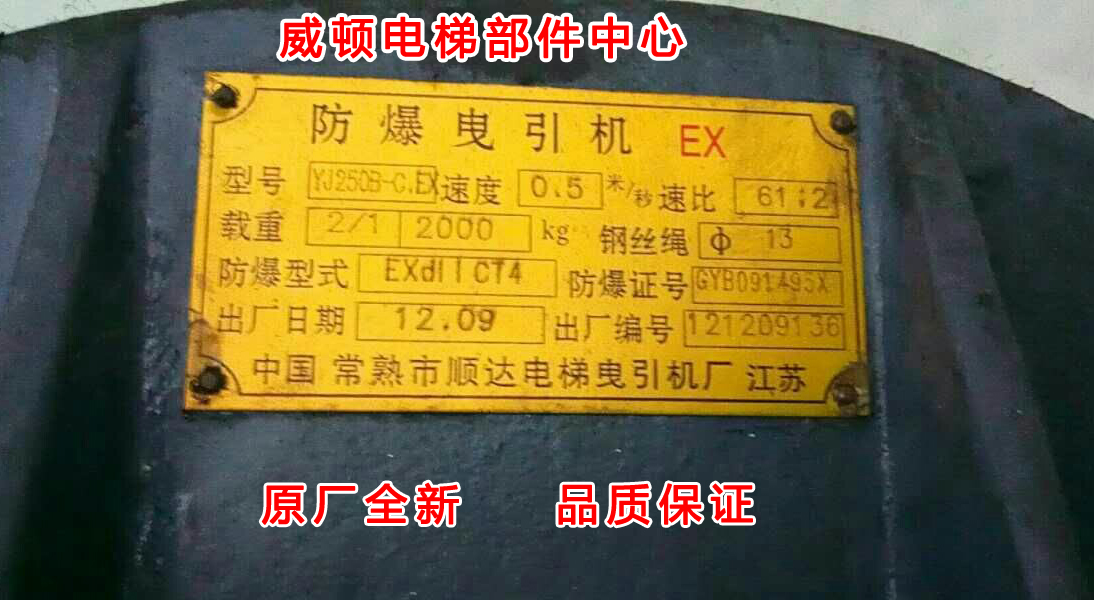 威顿电梯部件中心
防爆曳引机 EX
型号 YJ250B-C.EX 速度 0.5 米/秒 速比 61:2
载重 2/1 2000 kg 钢丝绳 ф 13
防爆型式 EXdIICT4 防爆证号 GYB091495X
出厂日期 12.09 出厂编号 121209136
中国 常熟市顺达电梯曳引机厂 江苏
原厂全新 品质保证